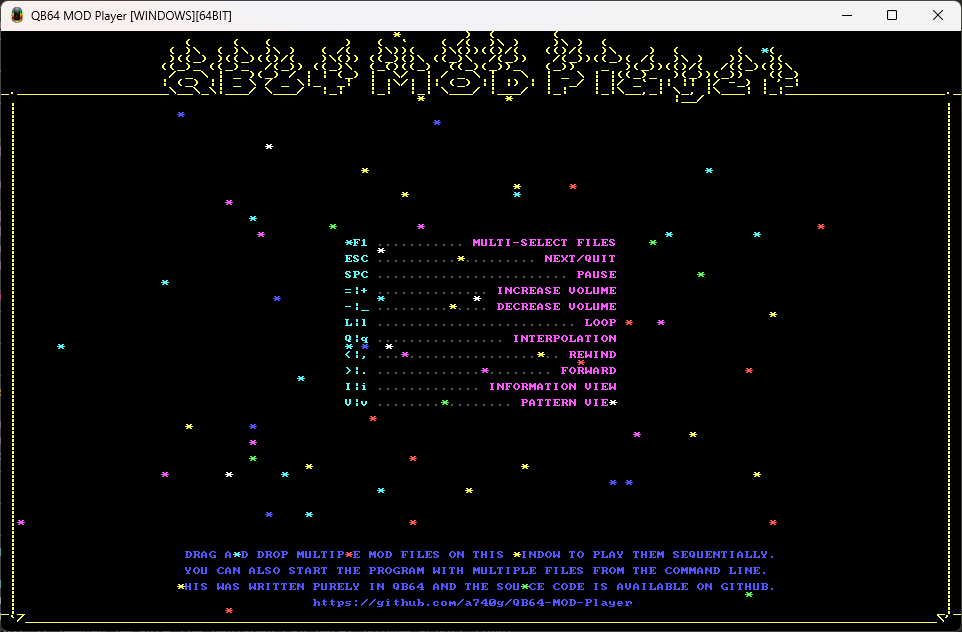 QB64 MOD Player [WINDOWS][64BIT]
QB64 MOD Player
F1 ............ MULTI-SELECT FILES
ESC .................... NEXT/QUIT
SPC ........................ PAUSE
=¦+ .............. INCREASE VOLUME
-¦_ .............. DECREASE VOLUME
L¦l ......................... LOOP
Q¦q ................ INTERPOLATION
<¦, ....................... REWIND
>¦. ...................... FORWARD
I¦i ............. INFORMATION VIEW
V¦v ................. PATTERN VIE*
DRAG A*D DROP MULTIP*E MOD FILES ON THIS *INDOW TO PLAY THEM SEQUENTIALLY.
YOU CAN ALSO START THE PROGRAM WITH MULTIPLE FILES FROM THE COMMAND LINE.
*HIS WAS WRITTEN PURELY IN QB64 AND THE SOU*CE CODE IS AVAILABLE ON GITHUB.
https://github.com/a740g/QB64-MOD-Player